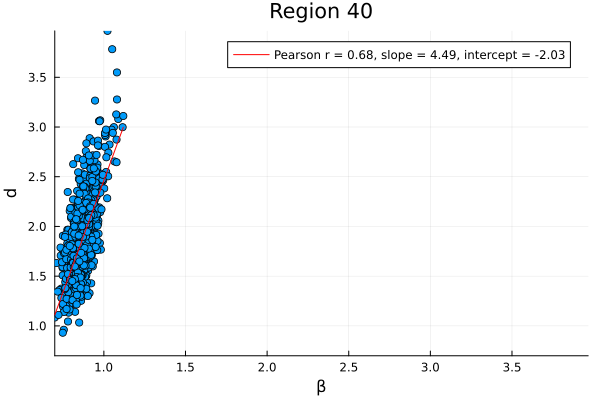 Region 40
Pearson r = 0.68, slope = 4.49, intercept = -2.03
d
3.5
3.0
2.5
2.0
1.5
1.0
1.0 1.5 2.0 2.5 3.0 3.5
β